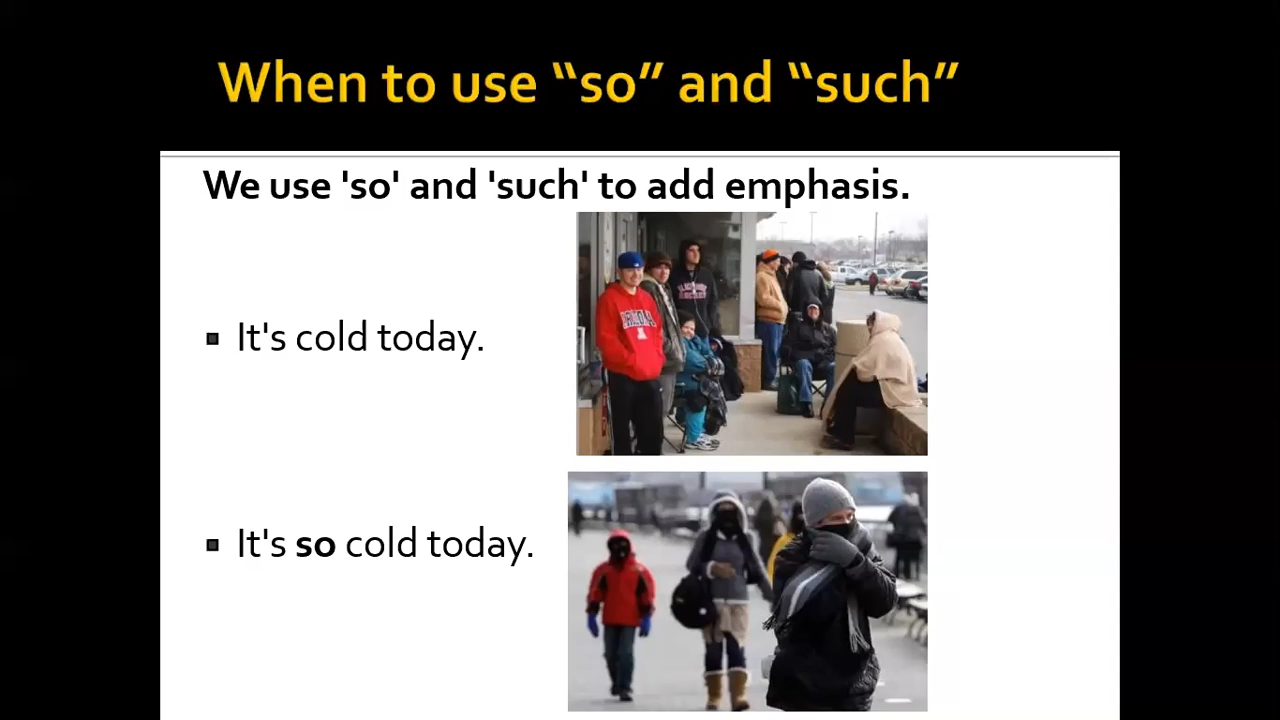 When to use “so” and “such”
We use 'so' and 'such' to add emphasis.
It's cold today.
It's so cold today.